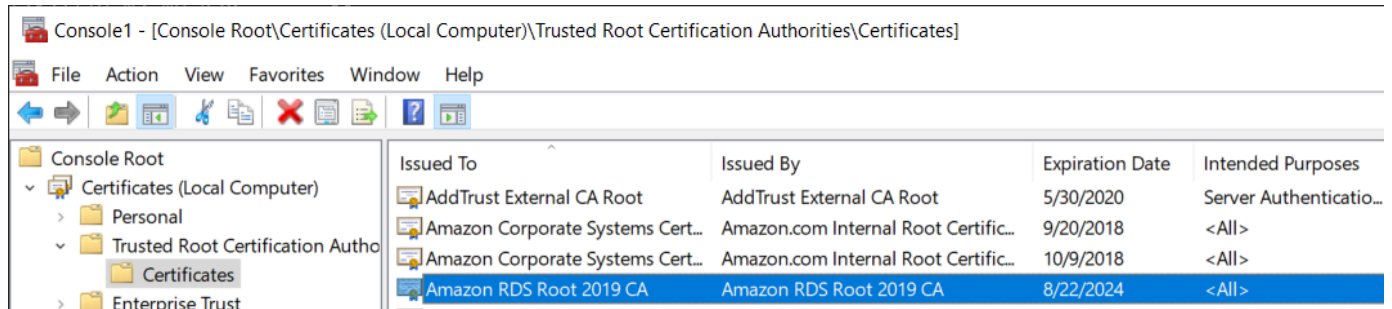 Console1 - [Console Root\Certificates (Local Computer)\Trusted Root Certification Authorities\Certificates]
File Action View Favorites Window Help
Console Root
Certificates (Local Computer)
Personal
Trusted Root Certification Autho
Certificates
Enterprise Trust
Issued To Issued By Expiration Date Intended Purposes
AddTrust External CA Root AddTrust External CA Root 5/30/2020 Server Authenticatio...
Amazon Corporate Systems Cert... Amazon.com Internal Root Certific... 9/20/2018 <All>
Amazon Corporate Systems Cert... Amazon.com Internal Root Certific... 10/9/2018 <All>
Amazon RDS Root 2019 CA Amazon RDS Root 2019 CA 8/22/2024 <All>